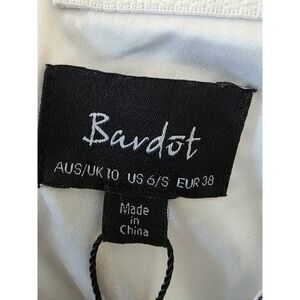 Bardot
AUS/UK 10 US 6/S EUR 38
Made
in
China